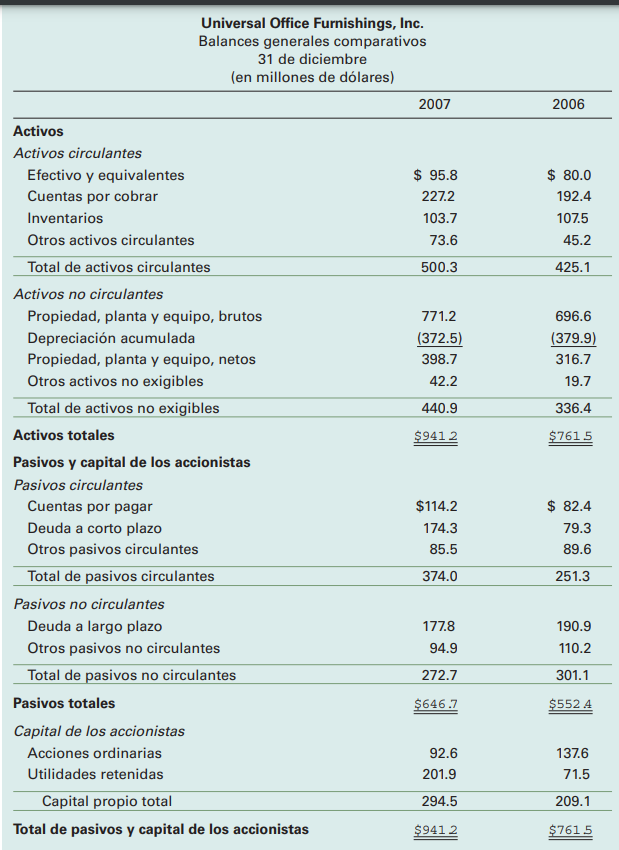 Universal Office Furnishings, Inc.
Balances generales comparativos
31 de diciembre
(en millones de dólares)
2007 2006
Activos
Activos circulantes
Efectivo y equivalentes $ 95.8 $ 80.0
Cuentas por cobrar 227.2 192.4
Inventarios 103.7 107.5
Otros activos circulantes 73.6 45.2
Total de activos circulantes 500.3 425.1
Activos no circulantes
Propiedad, planta y equipo, brutos 771.2 696.6
Depreciación acumulada (372.5) (379.9)
Propiedad, planta y equipo, netos 398.7 316.7
Otros activos no exigibles 42.2 19.7
Total de activos no exigibles 440.9 336.4
Activos totales $941.2 $761.5
Pasivos y capital de los accionistas
Pasivos circulantes
Cuentas por pagar $114.2 $ 82.4
Deuda a corto plazo 174.3 79.3
Otros pasivos circulantes 85.5 89.6
Total de pasivos circulantes 374.0 251.3
Pasivos no circulantes
Deuda a largo plazo 177.8 190.9
Otros pasivos no circulantes 94.9 110.2
Total de pasivos no circulantes 272.7 301.1
Pasivos totales $646.7 $552.4
Capital de los accionistas
Acciones ordinarias 92.6 137.6
Utilidades retenidas 201.9 71.5
Capital propio total 294.5 209.1
Total de pasivos y capital de los accionistas $941.2 $761.5